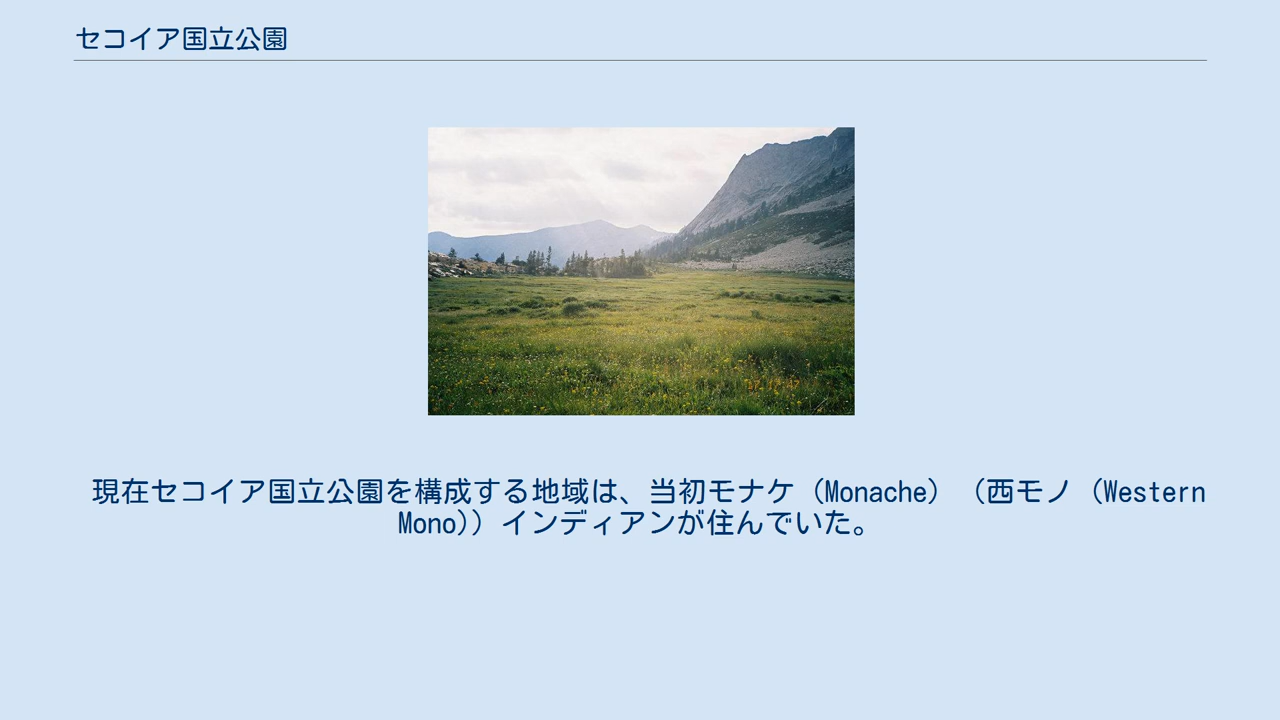 セコイア国立公園
現在セコイア国立公園を構成する地域は、当初モナケ（Monache）（西モノ（Western
Mono)）インディアンが住んでいた。